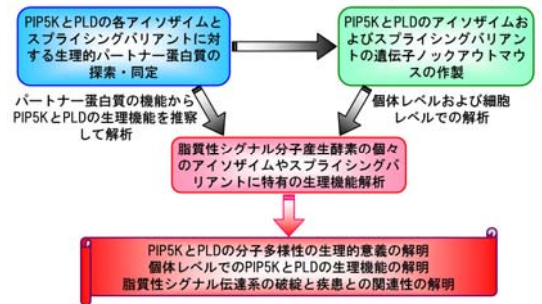 PIP5KとPLDの各アイソザイムと
スプライシングバリアントに対
する生理的パートナー蛋白質の
探索・同定
PIP5KとPLDのアイソザイムお
よびスプライシングバリアント
の遺伝子ノックアウトマウ
スの作製
パートナー蛋白質の機能から
PIP5KとPLDの生理機能を推察
して解析
個体レベルおよび細胞
レベルでの解析
脂質性シグナル分子産生酵素の個々
のアイソザイムやスプライシングバ
リアントに特有の生理機能解析
PIP5KとPLDの分子多様性の生理的意義の解明
個体レベルでのPIP5KとPLDの生理機能の解明
脂質性シグナル伝達系の破綻と疾患との関連性の解明